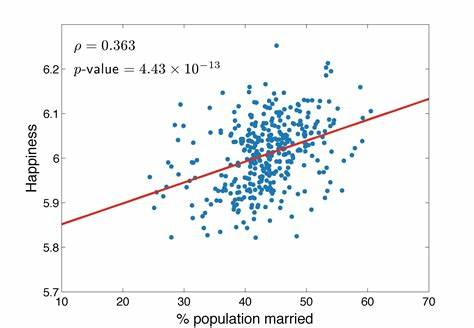 ρ = 0.363
p-value = 4.43 × 10⁻¹³
Happiness
6.2
6.1
6
5.9
5.8
5.7
10 20 30 40 50 60 70
% population married